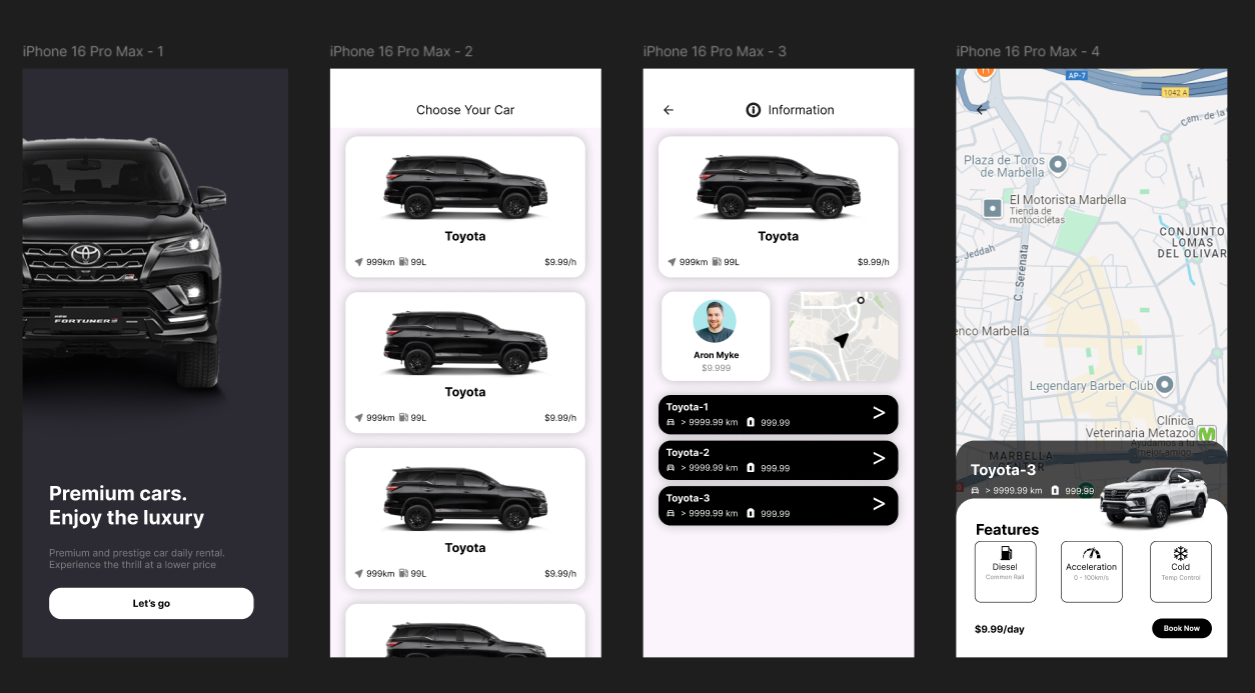 iPhone 16 Pro Max - 1
Premium cars.
Enjoy the luxury
Premium and prestige car daily rental.
Experience the thrill at a lower price
Let's go
FORTUNER
iPhone 16 Pro Max - 2
Choose Your Car
Toyota
999km 99L $9.99/h
Toyota
999km 99L $9.99/h
Toyota
999km 99L $9.99/h
iPhone 16 Pro Max - 3
Information
Toyota
999km 99L $9.99/h
Aron Myke
$9.999
Toyota-1
> 9999.99 km 999.99 >
Toyota-2
> 9999.99 km 999.99 >
Toyota-3
> 9999.99 km 999.99 >
iPhone 16 Pro Max - 4
AP-7
1042 A
Cam. de la
Plaza de Toros
de Marbella
El Motorista Marbella
Tienda de
motocicletas
CONJUNTO
LOMAS
DEL OLIVAR
C. Jeddah
C. Serenata
enco Marbella
Legendary Barber Club
Clínica
Veterinaria Metazoo
Ayudamos a tu
mejor amigo
MARBELLA
Toyota-3
> 9999.99 km 999.99 >
Features
Diesel
Common Rail
Acceleration
0 - 100km/s
Cold
Temp Control
$9.99/day
Book Now